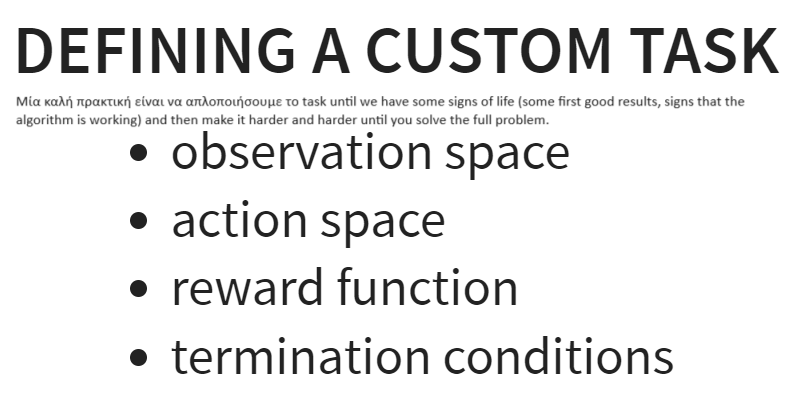 DEFINING A CUSTOM TASK
Μία καλή πρακτική είναι να απλοποιήσουμε το task until we have some signs of life (some first good results, signs that the
algorithm is working) and then make it harder and harder until you solve the full problem.
• observation space
• action space
• reward function
• termination conditions